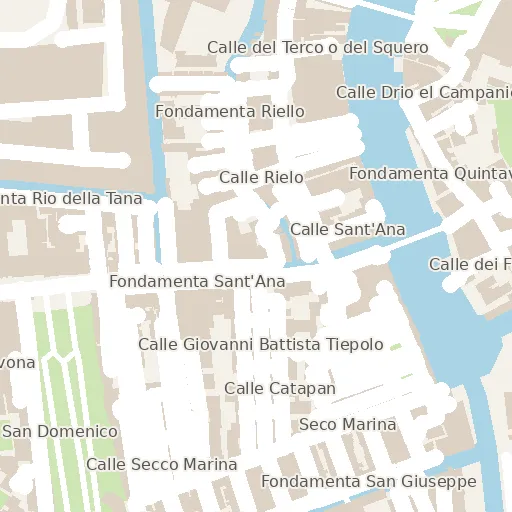 Calle del Terco o del Squero
Calle Drio el Campani
Fondamenta Riello
Calle Rielo
Fondamenta Quintav
nta Rio della Tana
Calle Sant'Ana
Calle dei F
Fondamenta Sant'Ana
Calle Giovanni Battista Tiepolo
vona
Calle Catapan
Seco Marina
San Domenico
Calle Secco Marina
Fondamenta San Giuseppe